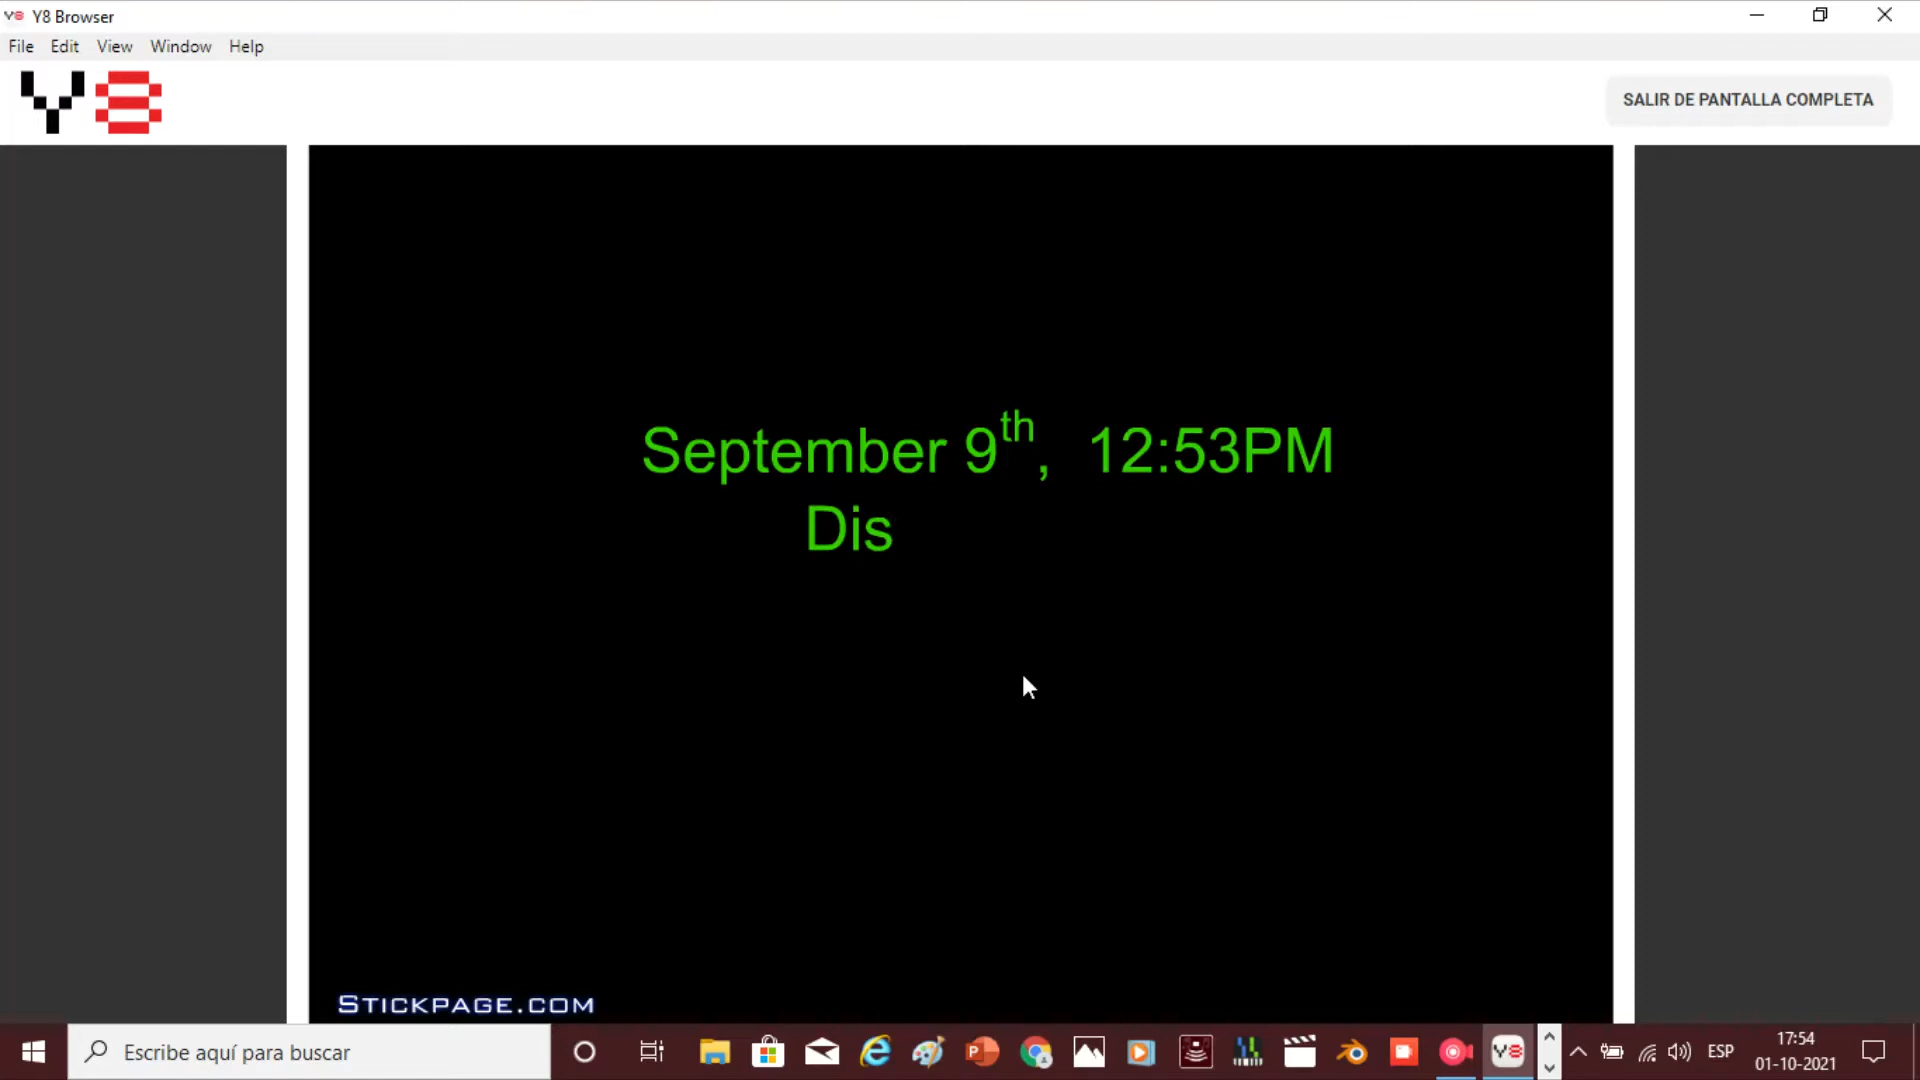 Y8 Browser
File Edit View Window Help
Y8
SALIR DE PANTALLA COMPLETA
September 9th, 12:53PM
Dis
STICKPAGE.COM
Escribe aquí para buscar
ESP
17:54
01-10-2021